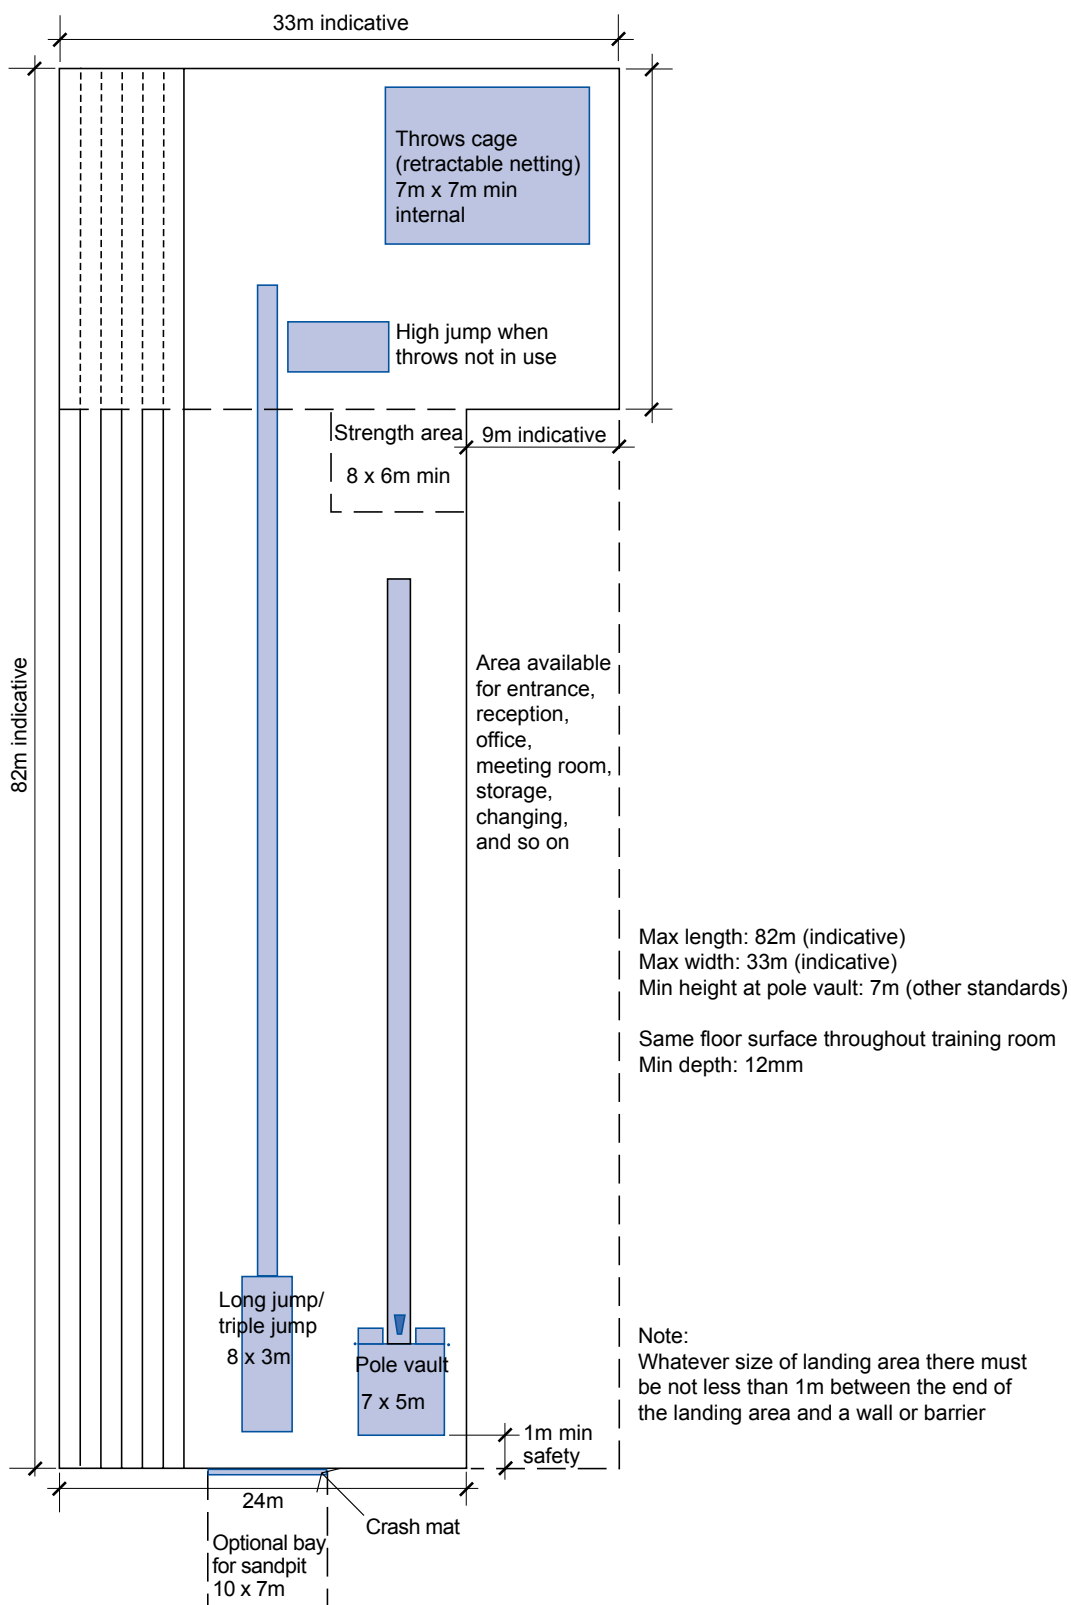 33m indicative
Throws cage
(retractable netting)
7m x 7m min
internal
High jump when
throws not in use
Strength area
8 x 6m min
9m indicative
82m indicative
Area available
for entrance,
reception,
office,
meeting room,
storage,
changing,
and so on
Max length: 82m (indicative)
Max width: 33m (indicative)
Min height at pole vault: 7m (other standards)
Same floor surface throughout training room
Min depth: 12mm
Long jump/
triple jump
8 x 3m
Pole vault
7 x 5m
Note:
Whatever size of landing area there must
be not less than 1m between the end of
the landing area and a wall or barrier
1m min
safety
24m
Crash mat
Optional bay
for sandpit
10 x 7m